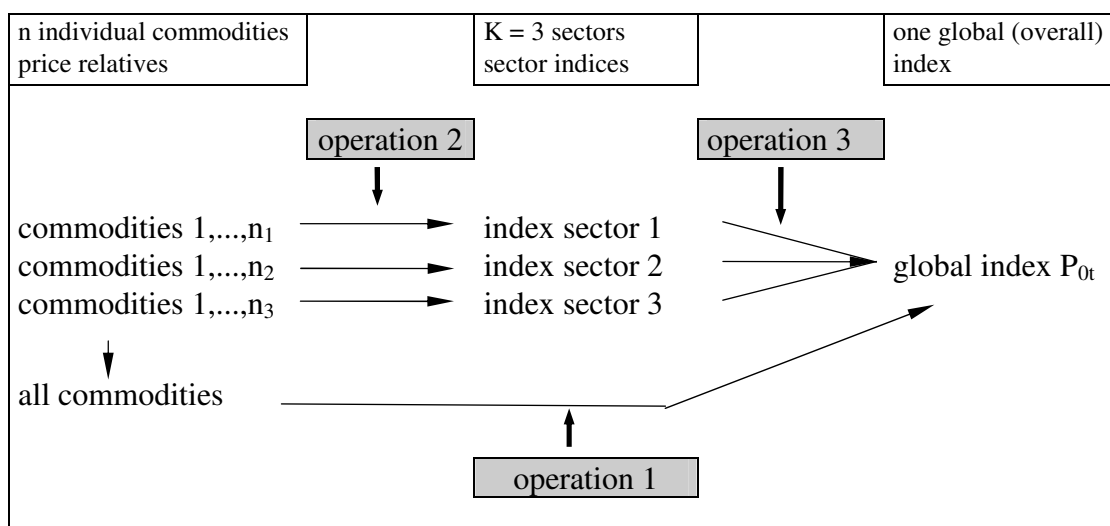 n individual commodities
price relatives
K = 3 sectors
sector indices
one global (overall)
index
operation 2
operation 3
commodities 1,...,n₁
index sector 1
commodities 1,...,n₂
index sector 2
global index P₀ₜ
commodities 1,...,n₃
index sector 3
all commodities
operation 1